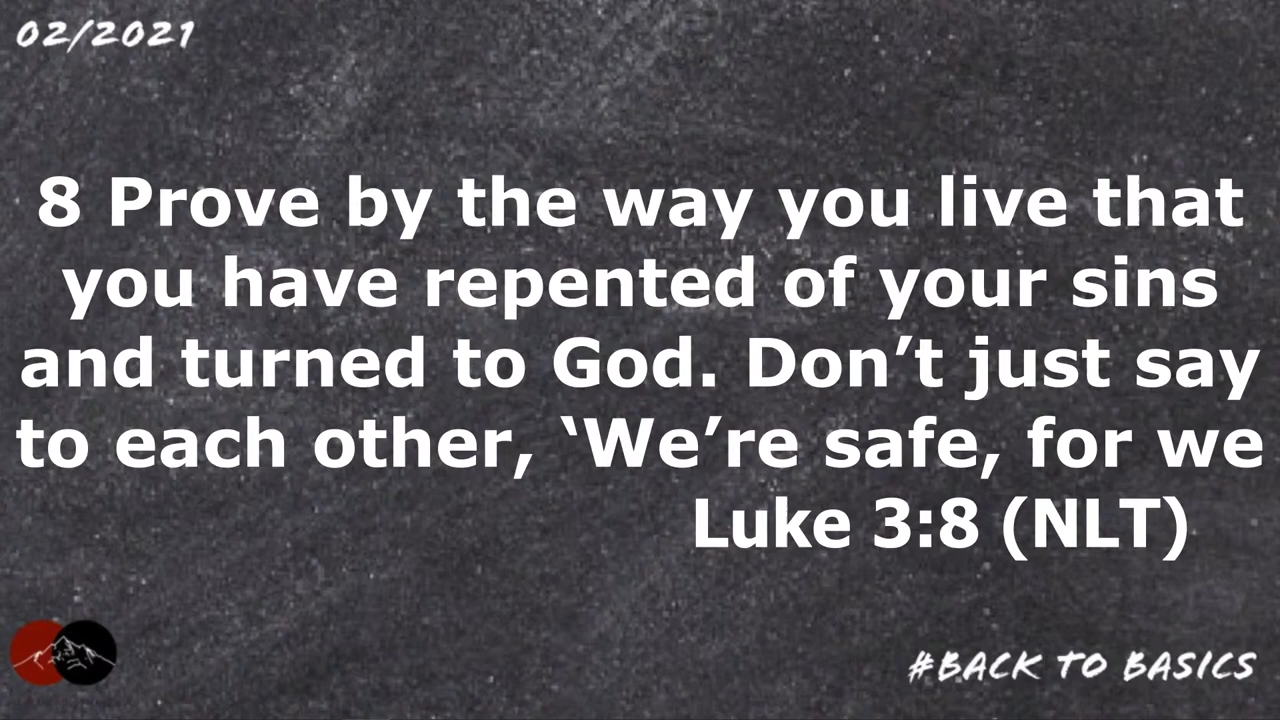 02/2021
8 Prove by the way you live that
you have repented of your sins
and turned to God. Don’t just say
to each other, ‘We’re safe, for we
Luke 3:8 (NLT)
#BACK TO BASICS